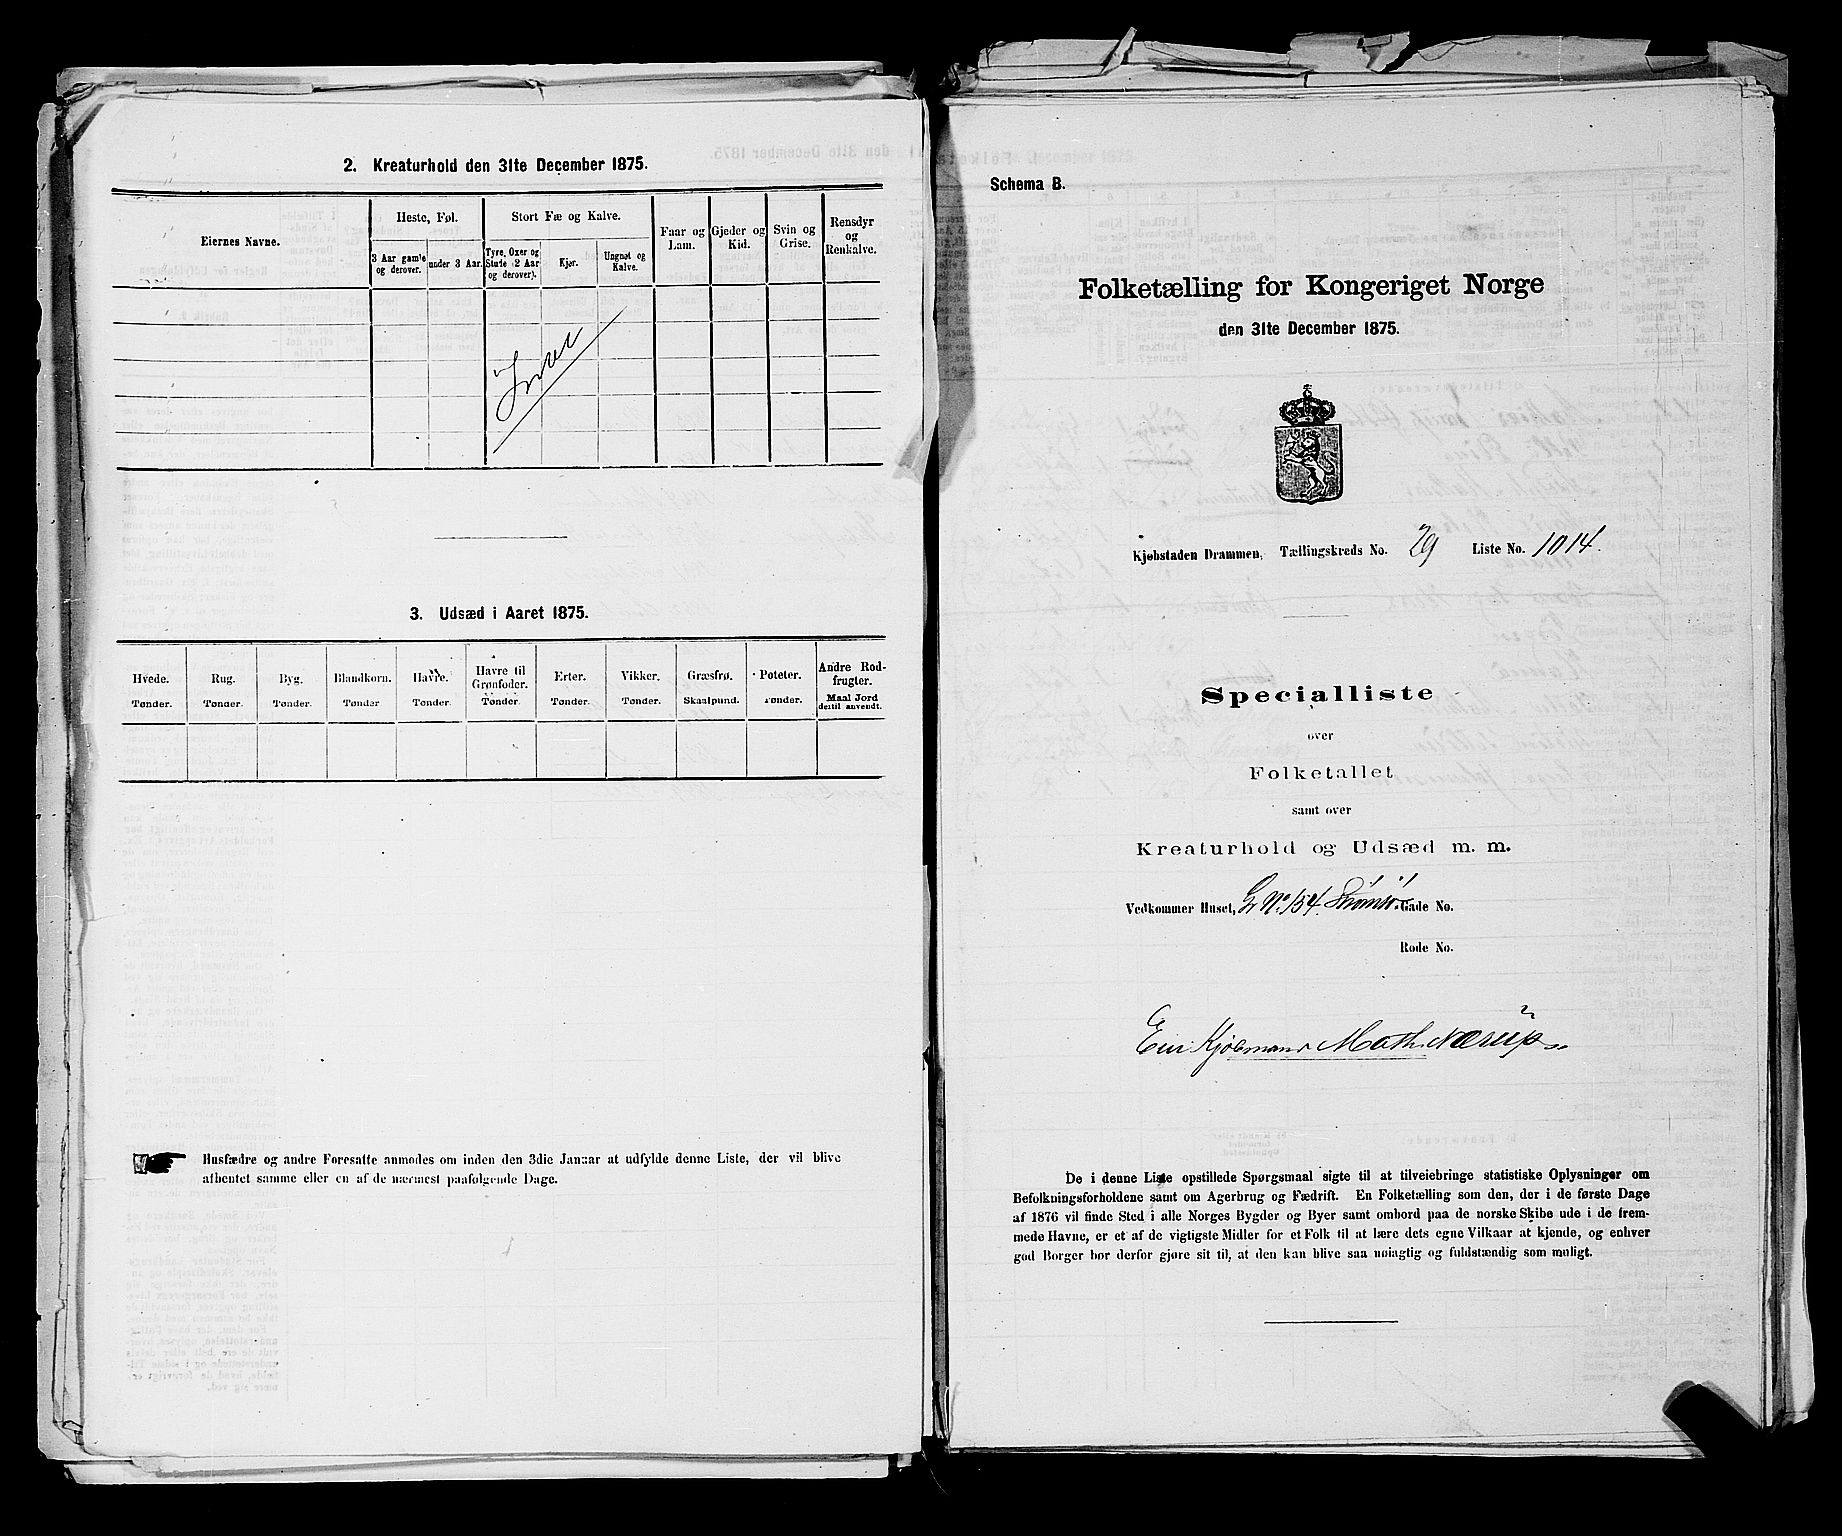 2. Kreaturhold den 31te December 1875.
Eiernes Navne.
Heste, Føl.
3 Aar gamle og derover.
under 3 Aar.
Stort Fæ og Kalve.
Tyre, Oxer og Stude (2 Aar og derover).
Kjør.
Ungnøt og Kalve.
Faar og Lam.
Gjeder og Kid.
Svin og Grise.
Rensdyr og Renkalve.
3. Udsæd i Aaret 1875.
Hvede. Tønder.
Rug. Tønder.
Byg. Tønder.
Blandkorn. Tønder
Havre. Tønder.
Havre til Grønfoder. Tønder.
Erter. Tønder.
Vikker. Tønder.
Græsfrø. Skaalpund.
Poteter. Tønder.
Andre Rodfrugter. Maal Jord dertil anvendt.
Husfædre og andre Foresatte anmodes om inden den 3die Januar at udfylde denne Liste, der vil blive
afhentet samme eller en af de nærmest paafølgende Dage.
Schema B.
Folketælling for Kongeriget Norge
den 31te December 1875.
Kjøbstaden Drammen, Tællingskreds No. 29 Liste No. 1014.
Specialliste
over
Folketallet
samt over
Kreaturhold og Udsæd m. m.
Vedkommer Huset, Gr No. 154. Strømsø Gade No.
Rode No.
Eier: Kjøbmand Math. Nærup
De i denne Liste opstillede Spørgsmaal sigte til at tilveiebringe statistiske Oplysninger om
Befolkningsforholdene samt om Agerbrug og Fædrift. En Folketælling som den, der i de første Dage
af 1876 vil finde Sted i alle Norges Bygder og Byer samt ombord paa de norske Skibe ude i de frem-
mede Havne, er et af de vigtigste Midler for et Folk til at lære dets egne Vilkaar at kjende, og enhver
god Borger bør derfor gjøre sit til, at den kan blive saa nøiagtig og fuldstændig som muligt.